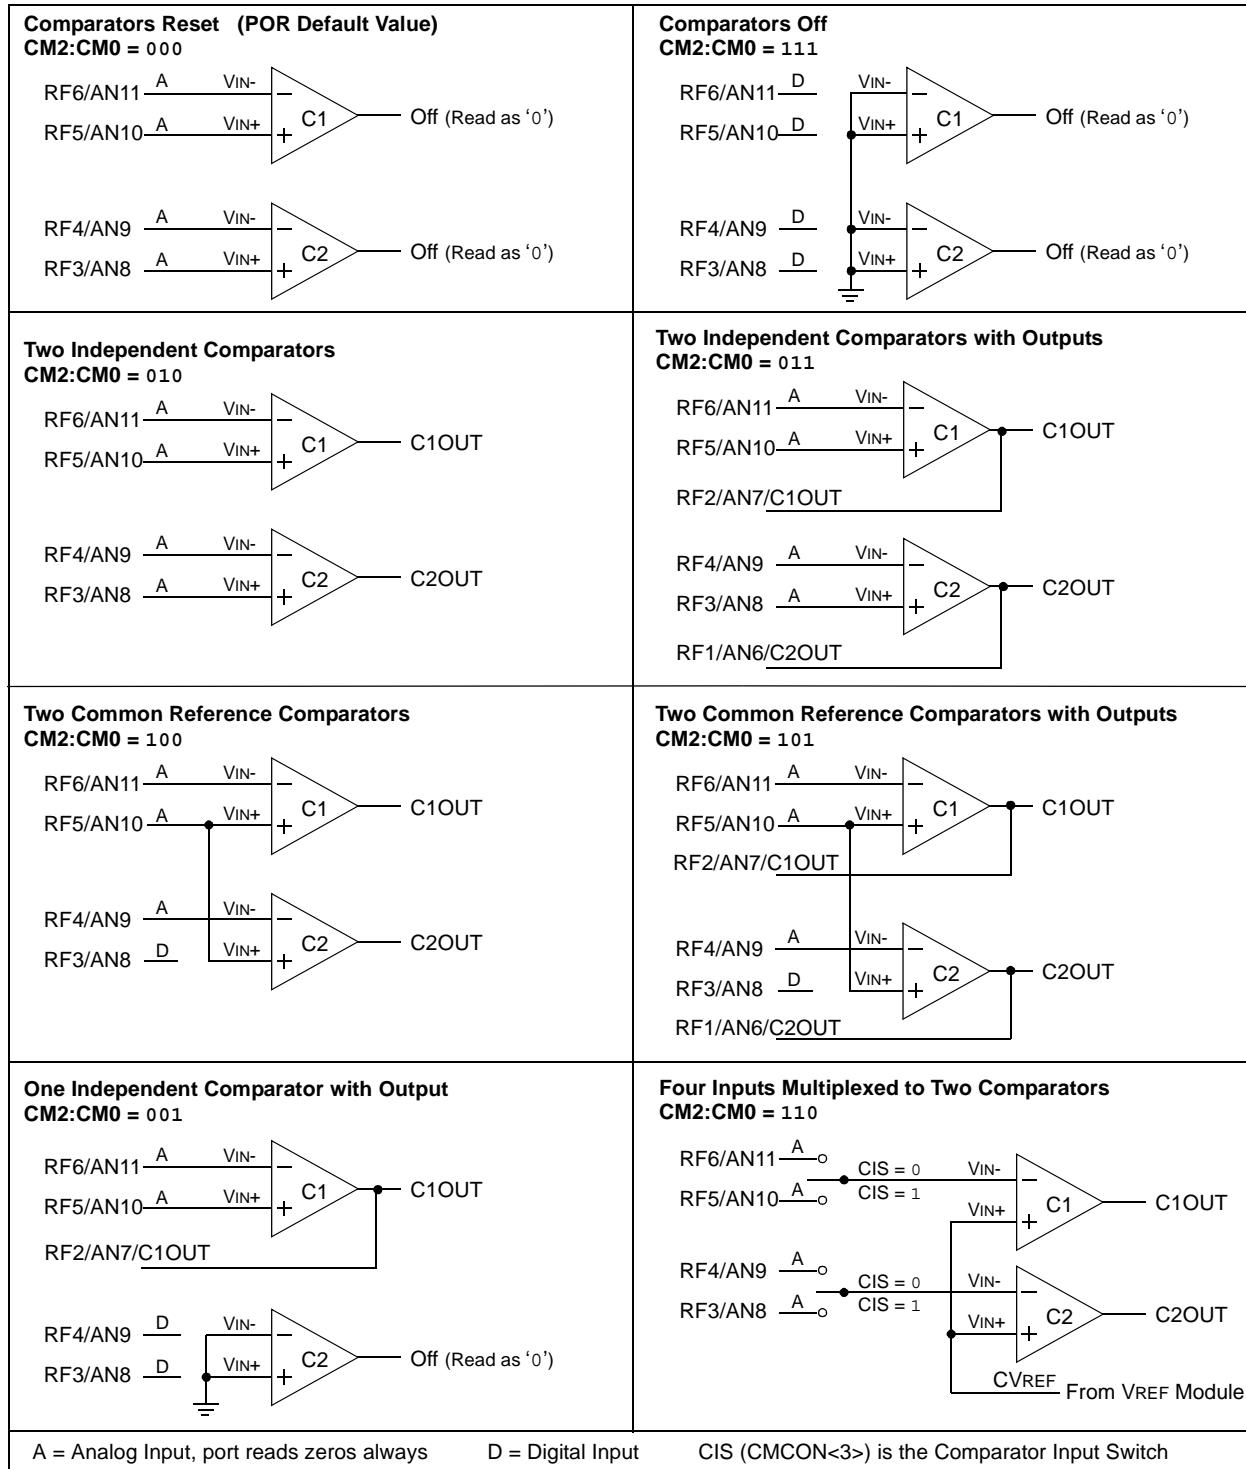 Comparators Reset (POR Default Value)
CM2:CM0 = 000
RF6/AN11 A VIN-
RF5/AN10 A VIN+
C1
Off (Read as ‘0’)
RF4/AN9 A VIN-
RF3/AN8 A VIN+
C2
Off (Read as ‘0’)
Comparators Off
CM2:CM0 = 111
RF6/AN11 D VIN-
RF5/AN10 D VIN+
C1
Off (Read as ‘0’)
RF4/AN9 D VIN-
RF3/AN8 D VIN+
C2
Off (Read as ‘0’)
Two Independent Comparators
CM2:CM0 = 010
RF6/AN11 A VIN-
RF5/AN10 A VIN+
C1
C1OUT
RF4/AN9 A VIN-
RF3/AN8 A VIN+
C2
C2OUT
Two Independent Comparators with Outputs
CM2:CM0 = 011
RF6/AN11 A VIN-
RF5/AN10 A VIN+
C1
C1OUT
RF2/AN7/C1OUT
RF4/AN9 A VIN-
RF3/AN8 A VIN+
C2
C2OUT
RF1/AN6/C2OUT
Two Common Reference Comparators
CM2:CM0 = 100
RF6/AN11 A VIN-
RF5/AN10 A VIN+
C1
C1OUT
RF4/AN9 A VIN-
RF3/AN8 D VIN+
C2
C2OUT
Two Common Reference Comparators with Outputs
CM2:CM0 = 101
RF6/AN11 A VIN-
RF5/AN10 A VIN+
C1
C1OUT
RF2/AN7/C1OUT
RF4/AN9 A VIN-
RF3/AN8 D VIN+
C2
C2OUT
RF1/AN6/C2OUT
One Independent Comparator with Output
CM2:CM0 = 001
RF6/AN11 A VIN-
RF5/AN10 A VIN+
C1
C1OUT
RF2/AN7/C1OUT
RF4/AN9 D VIN-
RF3/AN8 D VIN+
C2
Off (Read as ‘0’)
Four Inputs Multiplexed to Two Comparators
CM2:CM0 = 110
RF6/AN11 A
CIS = 0 VIN-
RF5/AN10 A CIS = 1
VIN+
C1
C1OUT
RF4/AN9 A
CIS = 0 VIN-
RF3/AN8 A CIS = 1
VIN+
C2
C2OUT
CVREF
From VREF Module
A = Analog Input, port reads zeros always D = Digital Input CIS (CMCON<3>) is the Comparator Input Switch